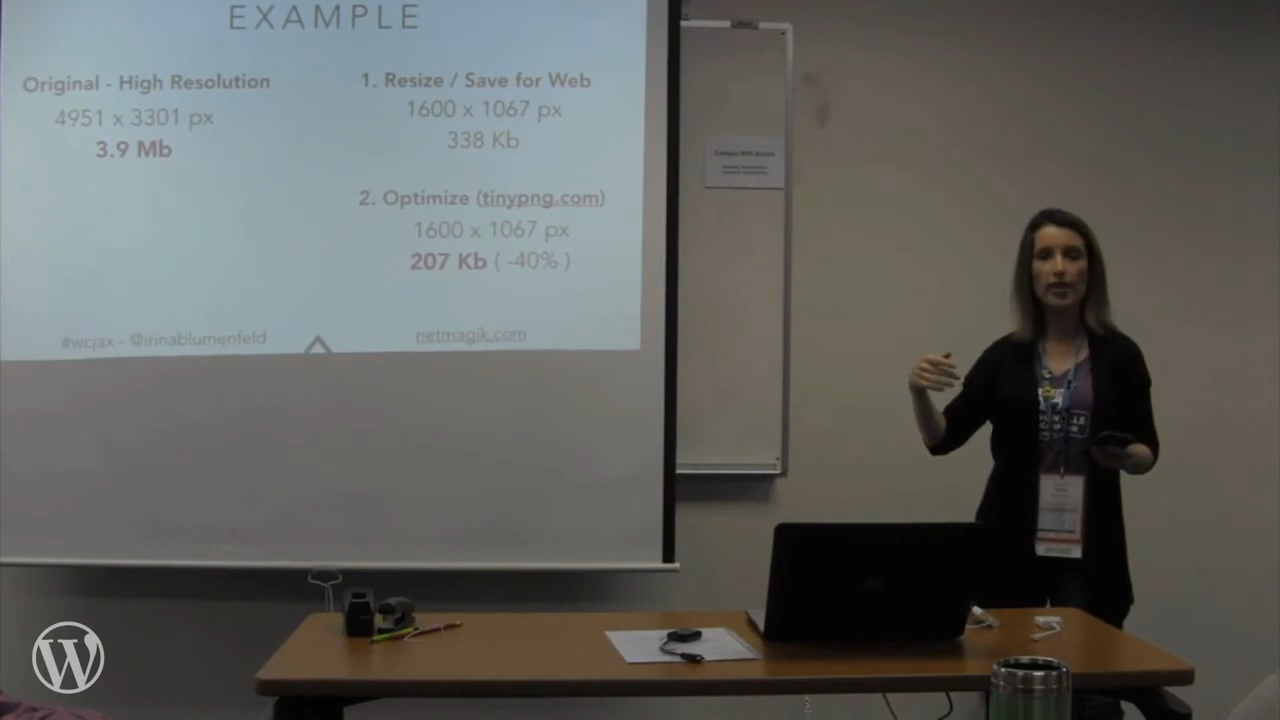 EXAMPLE
Original - High Resolution
4951 x 3301 px
3.9 Mb
1. Resize / Save for Web
1600 x 1067 px
338 Kb
2. Optimize (tinypng.com)
1600 x 1067 px
207 Kb ( -40% )
#wcjax - @irinablumenfeld
netmagik.com